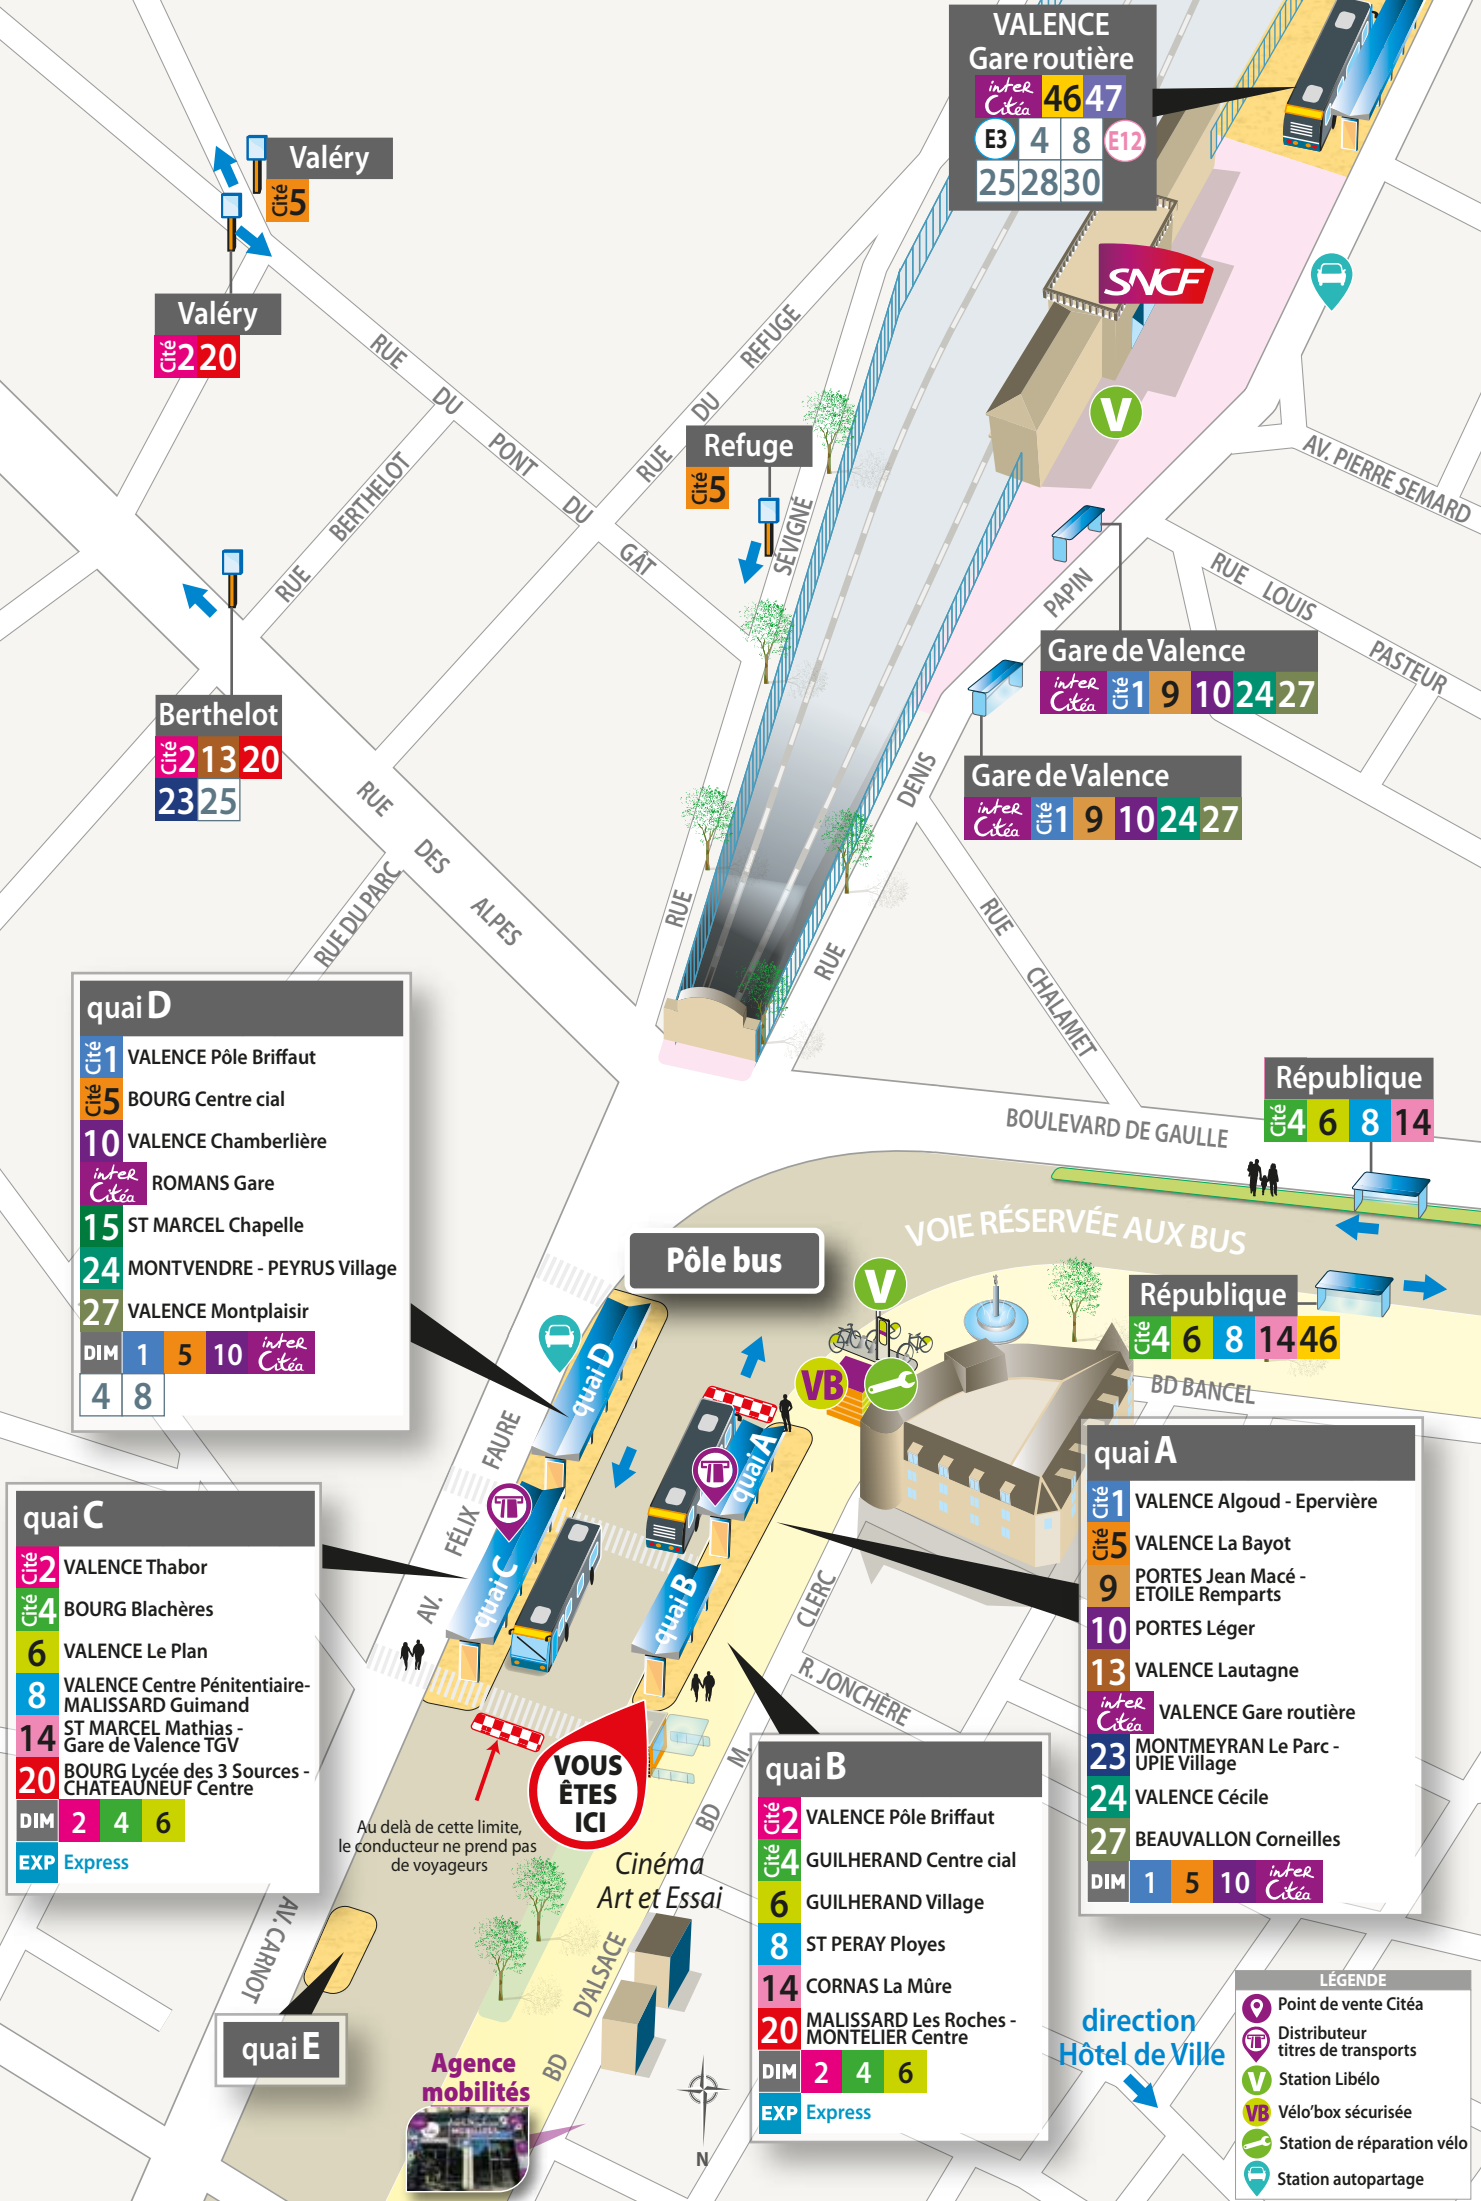 VALENCE
Gare routière
inter Citéa 46 47
E3 4 8 E12
25 28 30
Valéry
Cité 5
Valéry
Cité 2 20
SNCF
V
RUE DU PONT DU GÂT
RUE DU REFUGE
RUE BERTHELOT
Refuge
Cité 5
RUE SÉVIGNÉ
AV. PIERRE SEMARD
RUE LOUIS PASTEUR
RUE DENIS PAPIN
Gare de Valence
inter Citéa Cité 1 9 10 24 27
Gare de Valence
inter Citéa Cité 1 9 10 24 27
Berthelot
Cité 2 13 20
23 25
RUE DES ALPES
RUE DU PARC
RUE CHALAMET
BOULEVARD DE GAULLE
République
Cité 4 6 8 14
VOIE RÉSERVÉE AUX BUS
République
Cité 4 6 8 14 46
BD BANCEL
Pôle bus
V
VB
quai D
Cité 1 VALENCE Pôle Briffaut
Cité 5 BOURG Centre cial
10 VALENCE Chamberlière
inter Citéa ROMANS Gare
15 ST MARCEL Chapelle
24 MONTVENDRE - PEYRUS Village
27 VALENCE Montplaisir
DIM 1 5 10 inter Citéa
4 8
quai D
quai A
quai C
quai B
AV. FÉLIX FAURE
quai C
Cité 2 VALENCE Thabor
Cité 4 BOURG Blachères
6 VALENCE Le Plan
8 VALENCE Centre Pénitentiaire-
MALISSARD Guimand
14 ST MARCEL Mathias -
Gare de Valence TGV
20 BOURG Lycée des 3 Sources -
CHATEAUNEUF Centre
DIM 2 4 6
EXP Express
quai A
Cité 1 VALENCE Algoud - Epervière
Cité 5 VALENCE La Bayot
9 PORTES Jean Macé -
ETOILE Remparts
10 PORTES Léger
13 VALENCE Lautagne
inter Citéa VALENCE Gare routière
23 MONTMEYRAN Le Parc -
UPIE Village
24 VALENCE Cécile
27 BEAUVALLON Corneilles
DIM 1 5 10 inter Citéa
BD M. CLERC
R. JONCHÈRE
VOUS
ÊTES
ICI
Au delà de cette limite,
le conducteur ne prend pas
de voyageurs
Cinéma
Art et Essai
quai B
Cité 2 VALENCE Pôle Briffaut
Cité 4 GUILHERAND Centre cial
6 GUILHERAND Village
8 ST PERAY Ployes
14 CORNAS La Mûre
20 MALISSARD Les Roches -
MONTELIER Centre
DIM 2 4 6
EXP Express
AV. CARNOT
quai E
BD D'ALSACE
Agence
mobilités
N
direction
Hôtel de Ville
LÉGENDE
Point de vente Citéa
Distributeur
titres de transports
V Station Libélo
VB Vélo'box sécurisée
Station de réparation vélo
Station autopartage